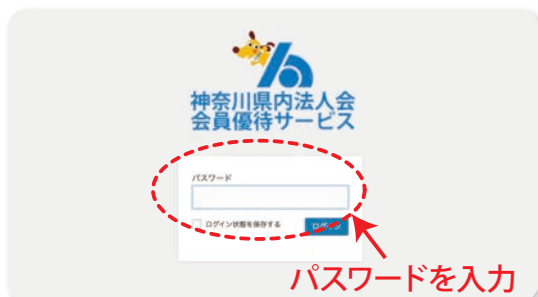 神奈川県内法人会
会員優待サービス
パスワード
ログイン状態を保存する
ログイン
パスワードを入力